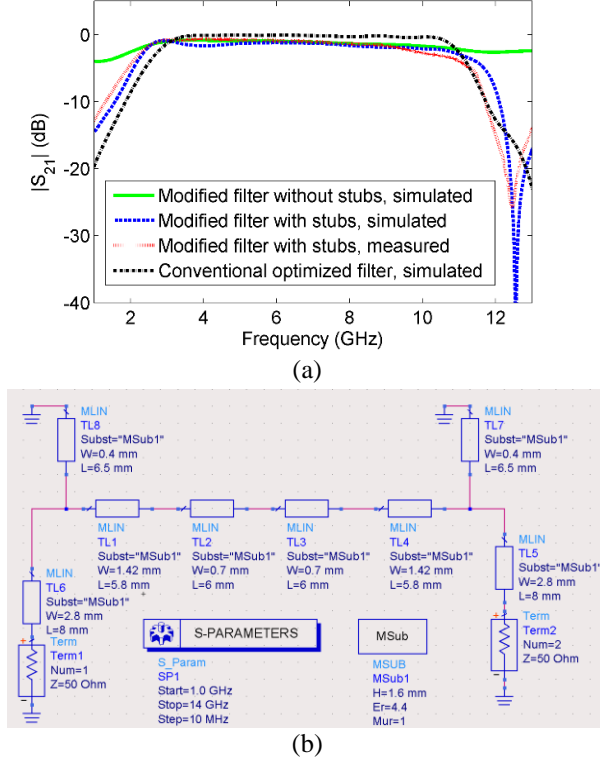 0
-10
-20
-30
-40
|S21| (dB)
Modified filter without stubs, simulated
Modified filter with stubs, simulated
Modified filter with stubs, measured
Conventional optimized filter, simulated
2 4 6 8 10 12
Frequency (GHz)
(a)
MLIN
TL8
Subst="MSub1"
W=0.4 mm
L=6.5 mm
MLIN
TL7
Subst="MSub1"
W=0.4 mm
L=6.5 mm
MLIN
TL1
Subst="MSub1"
W=1.42 mm
L=5.8 mm
MLIN
TL2
Subst="MSub1"
W=0.7 mm
L=6 mm
MLIN
TL3
Subst="MSub1"
W=0.7 mm
L=6 mm
MLIN
TL4
Subst="MSub1"
W=1.42 mm
L=5.8 mm
MLIN
TL5
Subst="MSub1"
W=2.8 mm
L=8 mm
MLIN
TL6
Subst="MSub1"
W=2.8 mm
L=8 mm
+
Term
Term1
Num=1
Z=50 Ohm
-
S-PARAMETERS
S_Param
SP1
Start=1.0 GHz
Stop=14 GHz
Step=10 MHz
MSub
MSUB
MSub1
H=1.6 mm
Er=4.4
Mur=1
+
Term
Term2
Num=2
Z=50 Ohm
-
(b)